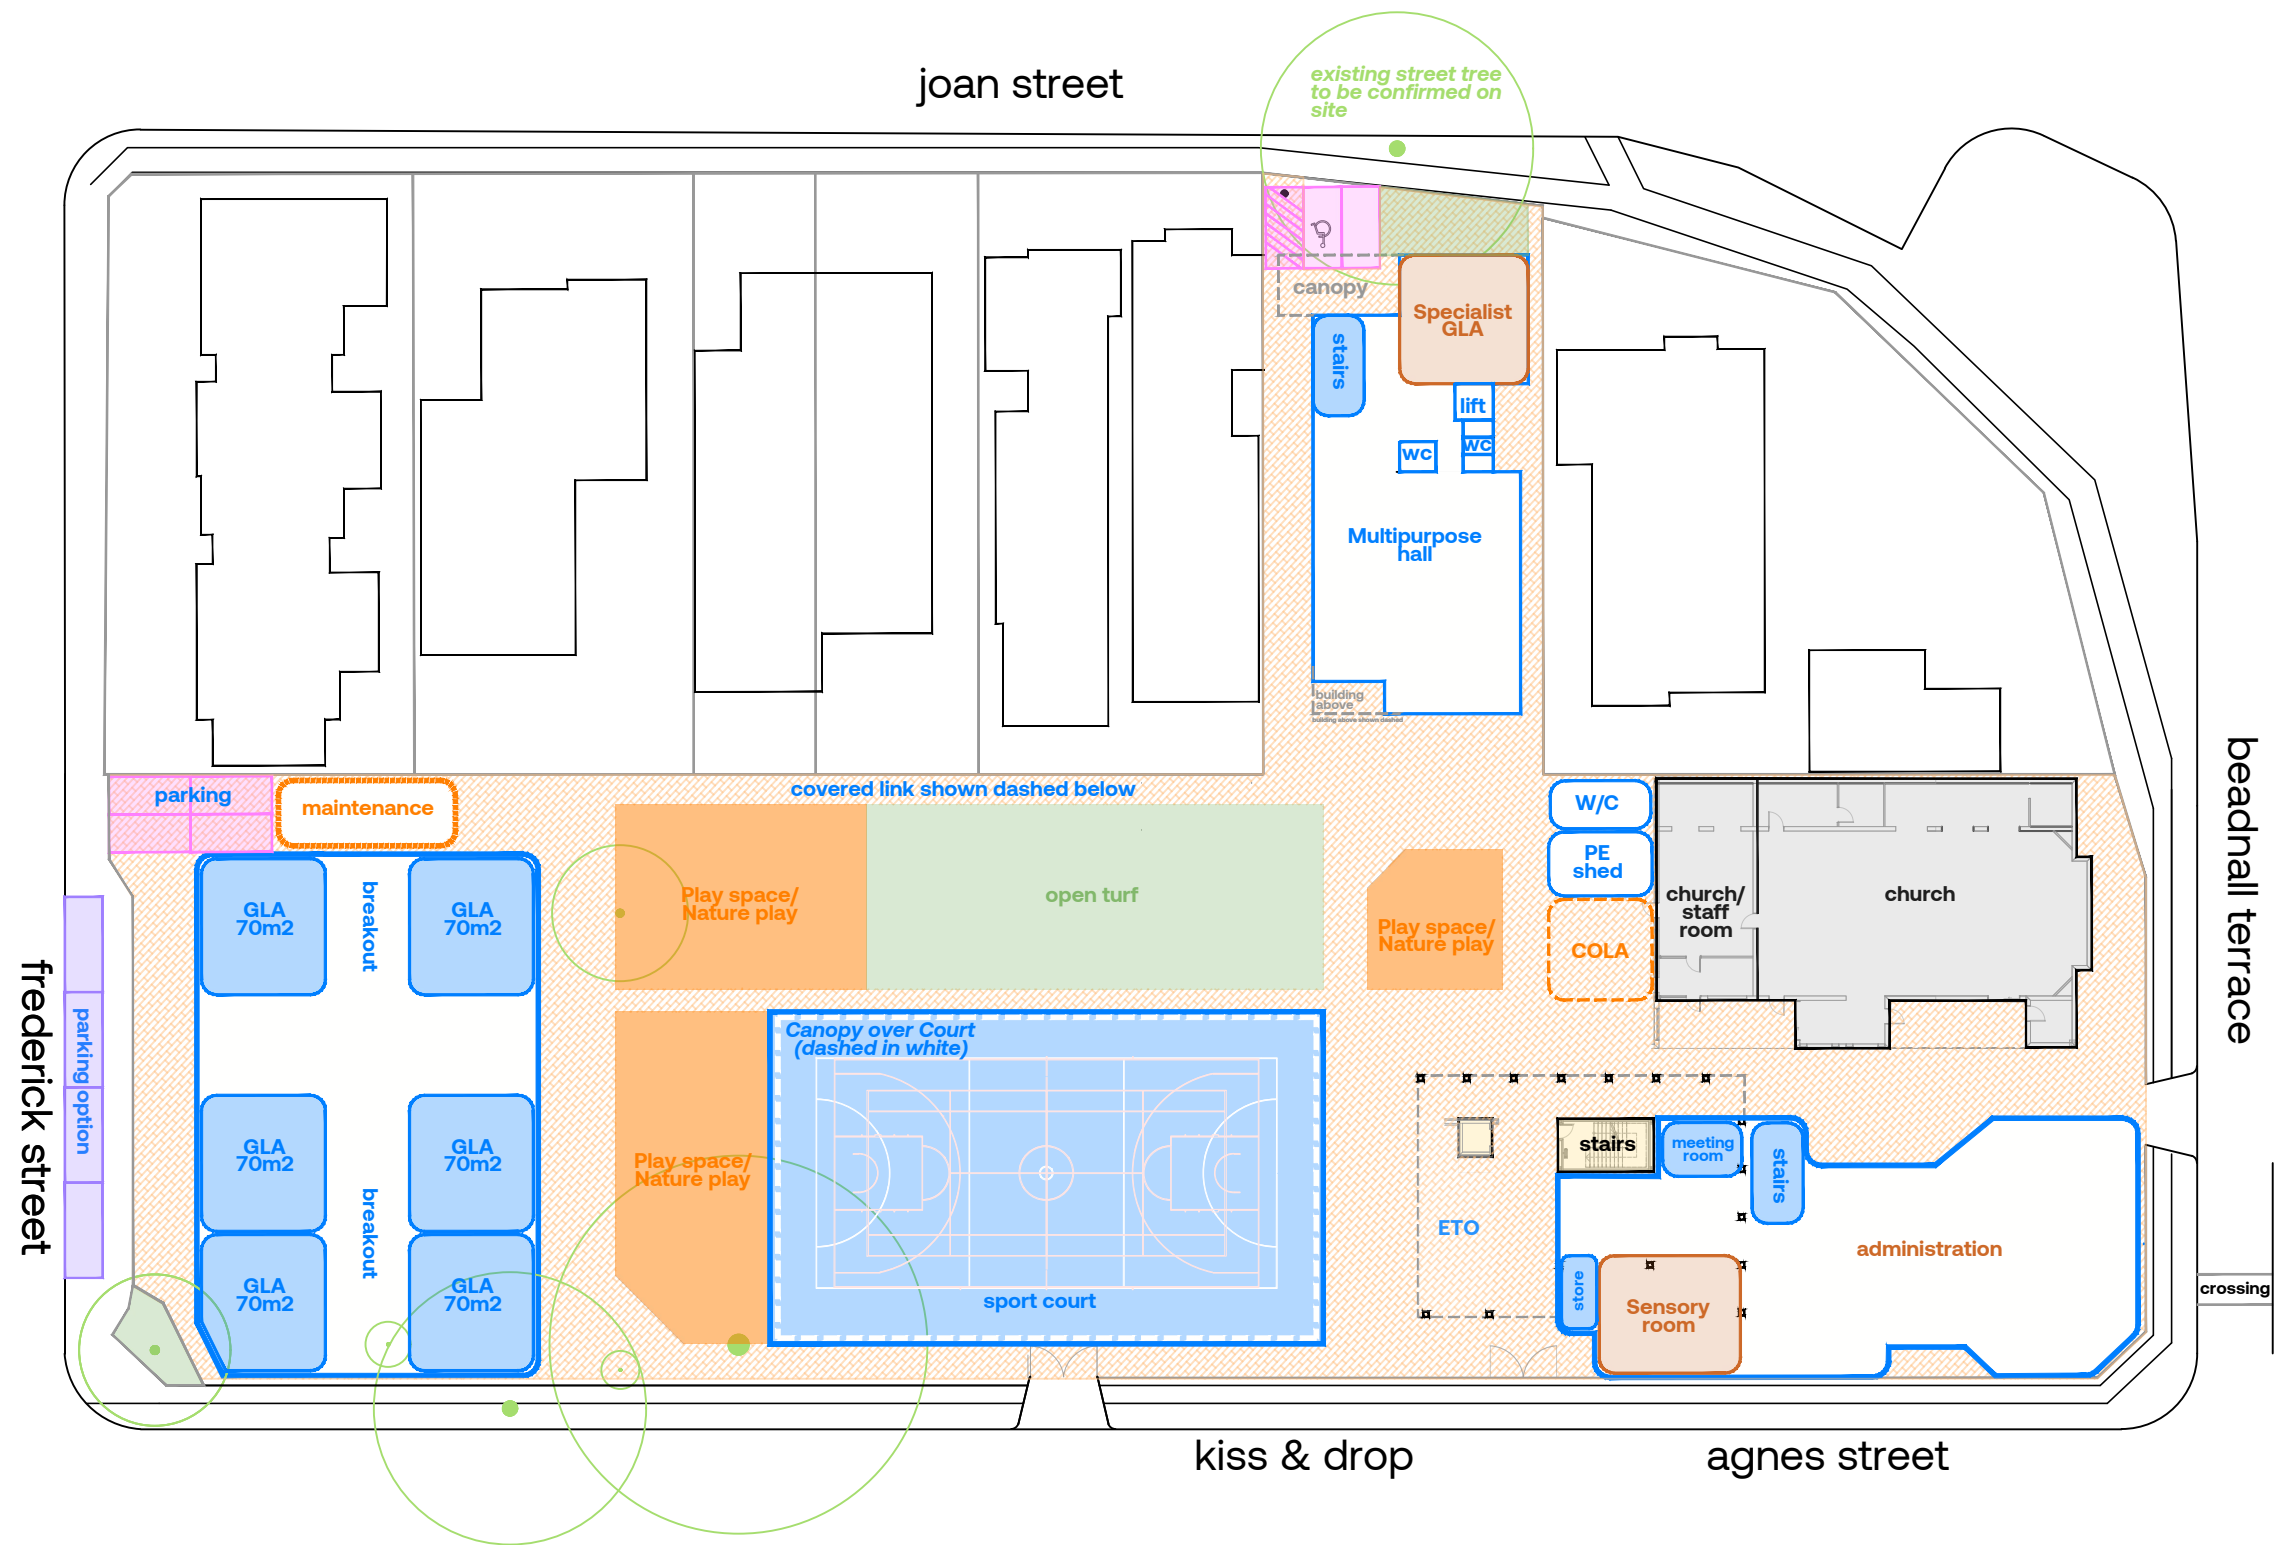 joan street
existing street tree
to be confirmed on
site
canopy
Specialist
GLA
stairs
lift
WC
WC
Multipurpose
hall
building
above
building above shown dashed
covered link shown dashed below
parking
maintenance
W/C
PE
shed
COLA
church/
staff
room
church
GLA
70m2
breakout
GLA
70m2
Play space/
Nature play
open turf
Play space/
Nature play
frederick street
parking option
beadnall terrace
Canopy over Court
(dashed in white)
GLA
70m2
GLA
70m2
Play space/
Nature play
stairs
meeting
room
stairs
ETO
administration
GLA
70m2
breakout
GLA
70m2
sport court
store
Sensory
room
crossing
kiss & drop
agnes street